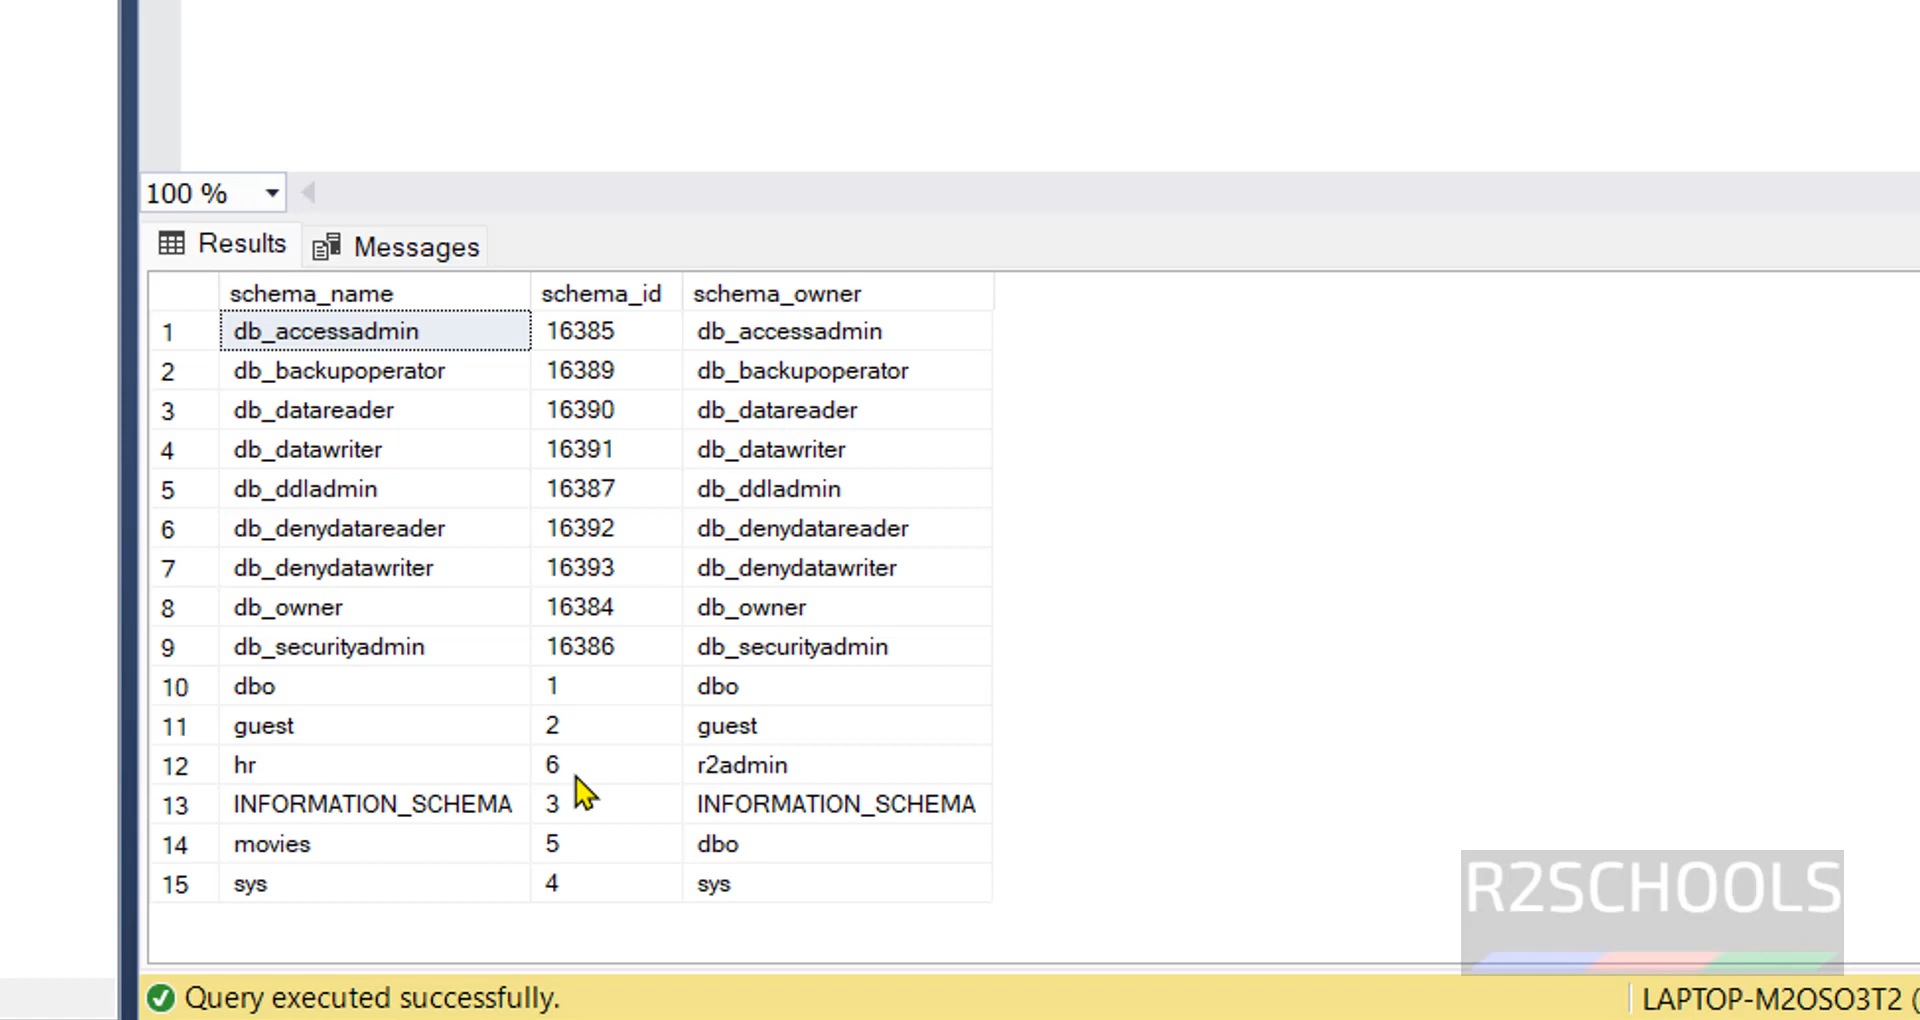 100 %
Results Messages
schema_name schema_id schema_owner
1 db_accessadmin 16385 db_accessadmin
2 db_backupoperator 16389 db_backupoperator
3 db_datareader 16390 db_datareader
4 db_datawriter 16391 db_datawriter
5 db_ddladmin 16387 db_ddladmin
6 db_denydatareader 16392 db_denydatareader
7 db_denydatawriter 16393 db_denydatawriter
8 db_owner 16384 db_owner
9 db_securityadmin 16386 db_securityadmin
10 dbo 1 dbo
11 guest 2 guest
12 hr 6 r2admin
13 INFORMATION_SCHEMA 3 INFORMATION_SCHEMA
14 movies 5 dbo
15 sys 4 sys
R2SCHOOLS
Query executed successfully. LAPTOP-M2OSO3T2 (